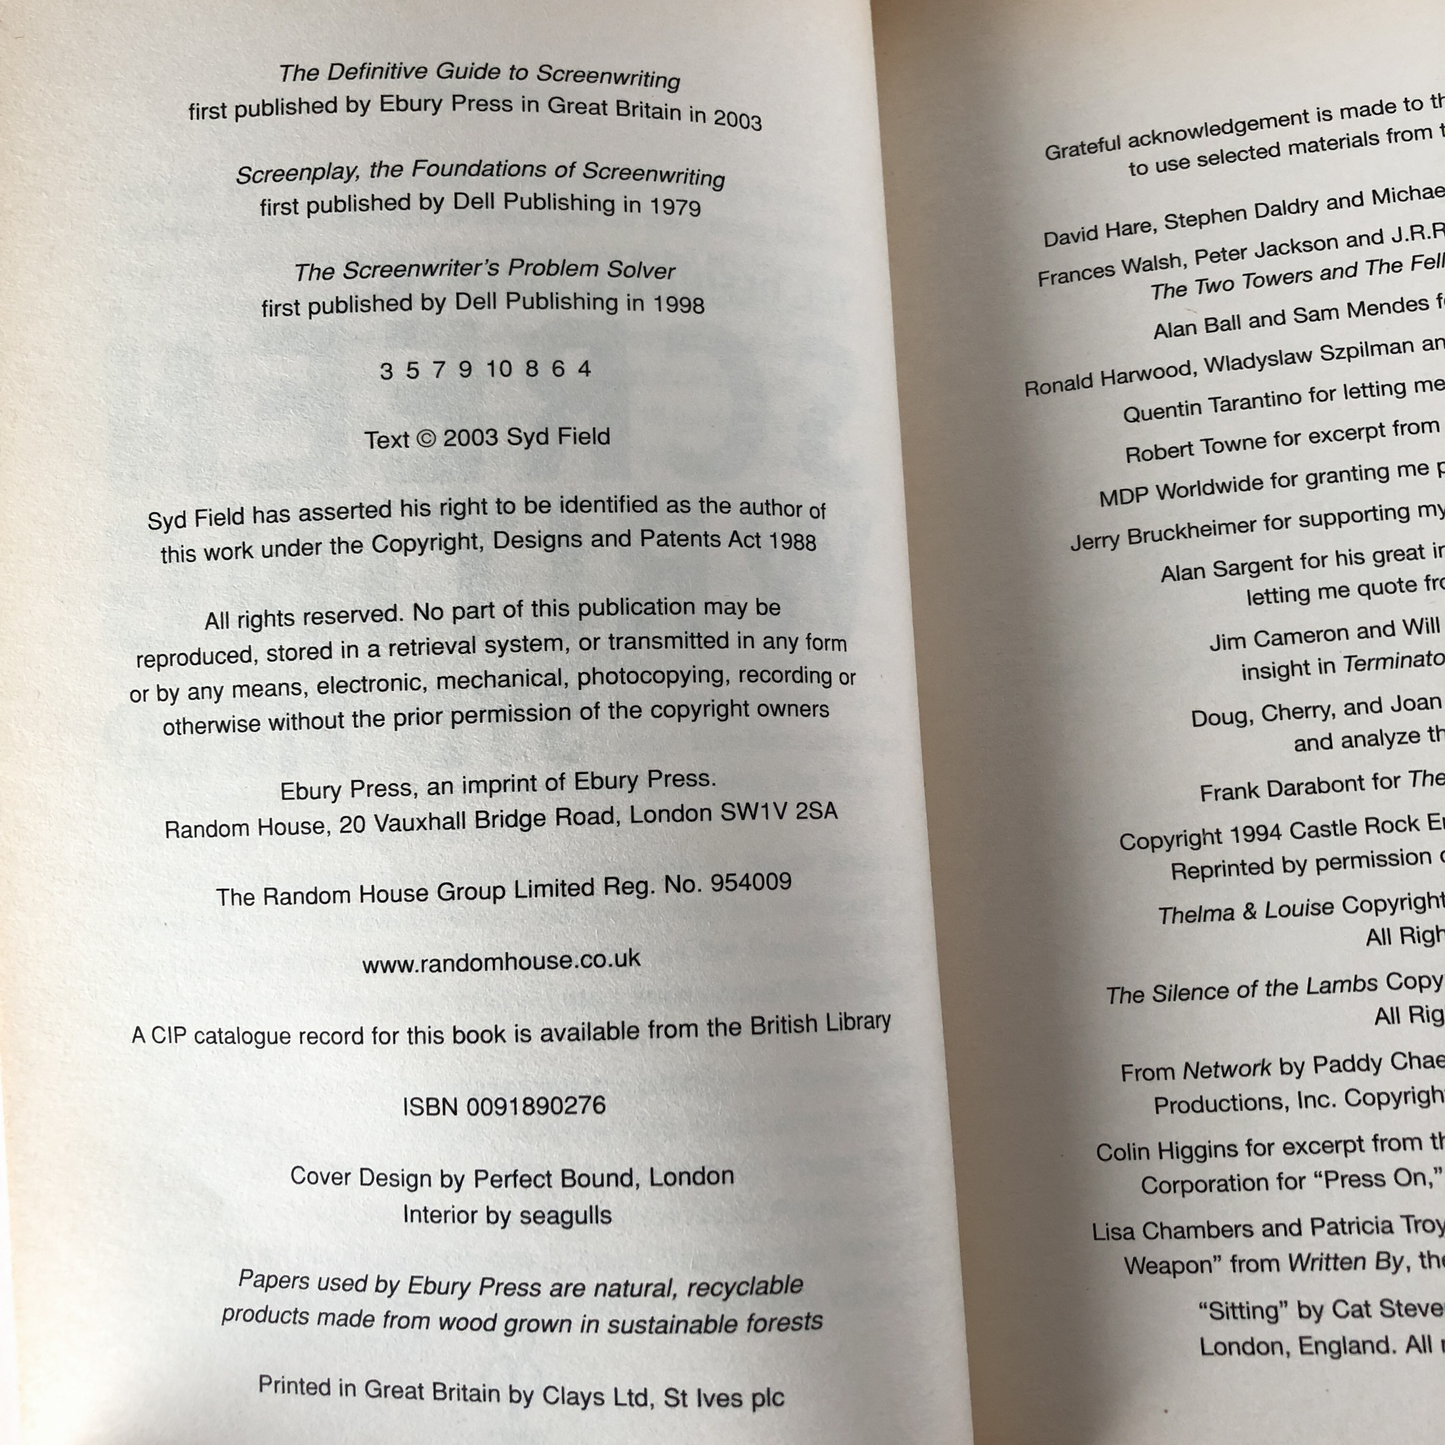 The Definitive Guide to Screenwriting
first published by Ebury Press in Great Britain in 2003
Screenplay, the Foundations of Screenwriting
first published by Dell Publishing in 1979
The Screenwriter's Problem Solver
first published by Dell Publishing in 1998
3 5 7 9 10 8 6 4
Text © 2003 Syd Field
Syd Field has asserted his right to be identified as the author of
this work under the Copyright, Designs and Patents Act 1988
All rights reserved. No part of this publication may be
reproduced, stored in a retrieval system, or transmitted in any form
or by any means, electronic, mechanical, photocopying, recording or
otherwise without the prior permission of the copyright owners
Ebury Press, an imprint of Ebury Press.
Random House, 20 Vauxhall Bridge Road, London SW1V 2SA
The Random House Group Limited Reg. No. 954009
www.randomhouse.co.uk
A CIP catalogue record for this book is available from the British Library
ISBN 0091890276
Cover Design by Perfect Bound, London
Interior by seagulls
Papers used by Ebury Press are natural, recyclable
products made from wood grown in sustainable forests
Printed in Great Britain by Clays Ltd, St Ives plc
Grateful acknowledgement is made to
to use selected materials from
David Hare, Stephen Daldry and
Frances Walsh, Peter Jackson and
The Two Towers and The
Alan Ball and Sam Mendes
Ronald Harwood, Wladyslaw Szpilman
Quentin Tarantino for letting me
Robert Towne for excerpt from
MDP Worldwide for granting me
Jerry Bruckheimer for supporting my
Alan Sargent for his great
letting me quote
Jim Cameron and Will
insight in
Doug, Cherry, and Joan
and analyze
Frank Darabont for The
Copyright 1994 Castle Rock
Reprinted by permission
Thelma & Louise Copyright
All
The Silence of the Lambs
All
From Network by Paddy
Productions, Inc.
Colin Higgins for excerpt from
Corporation for “Press On,”
Lisa Chambers and Patricia Troy
Weapon” from Written By,
“Sitting” by Cat
London, England. All